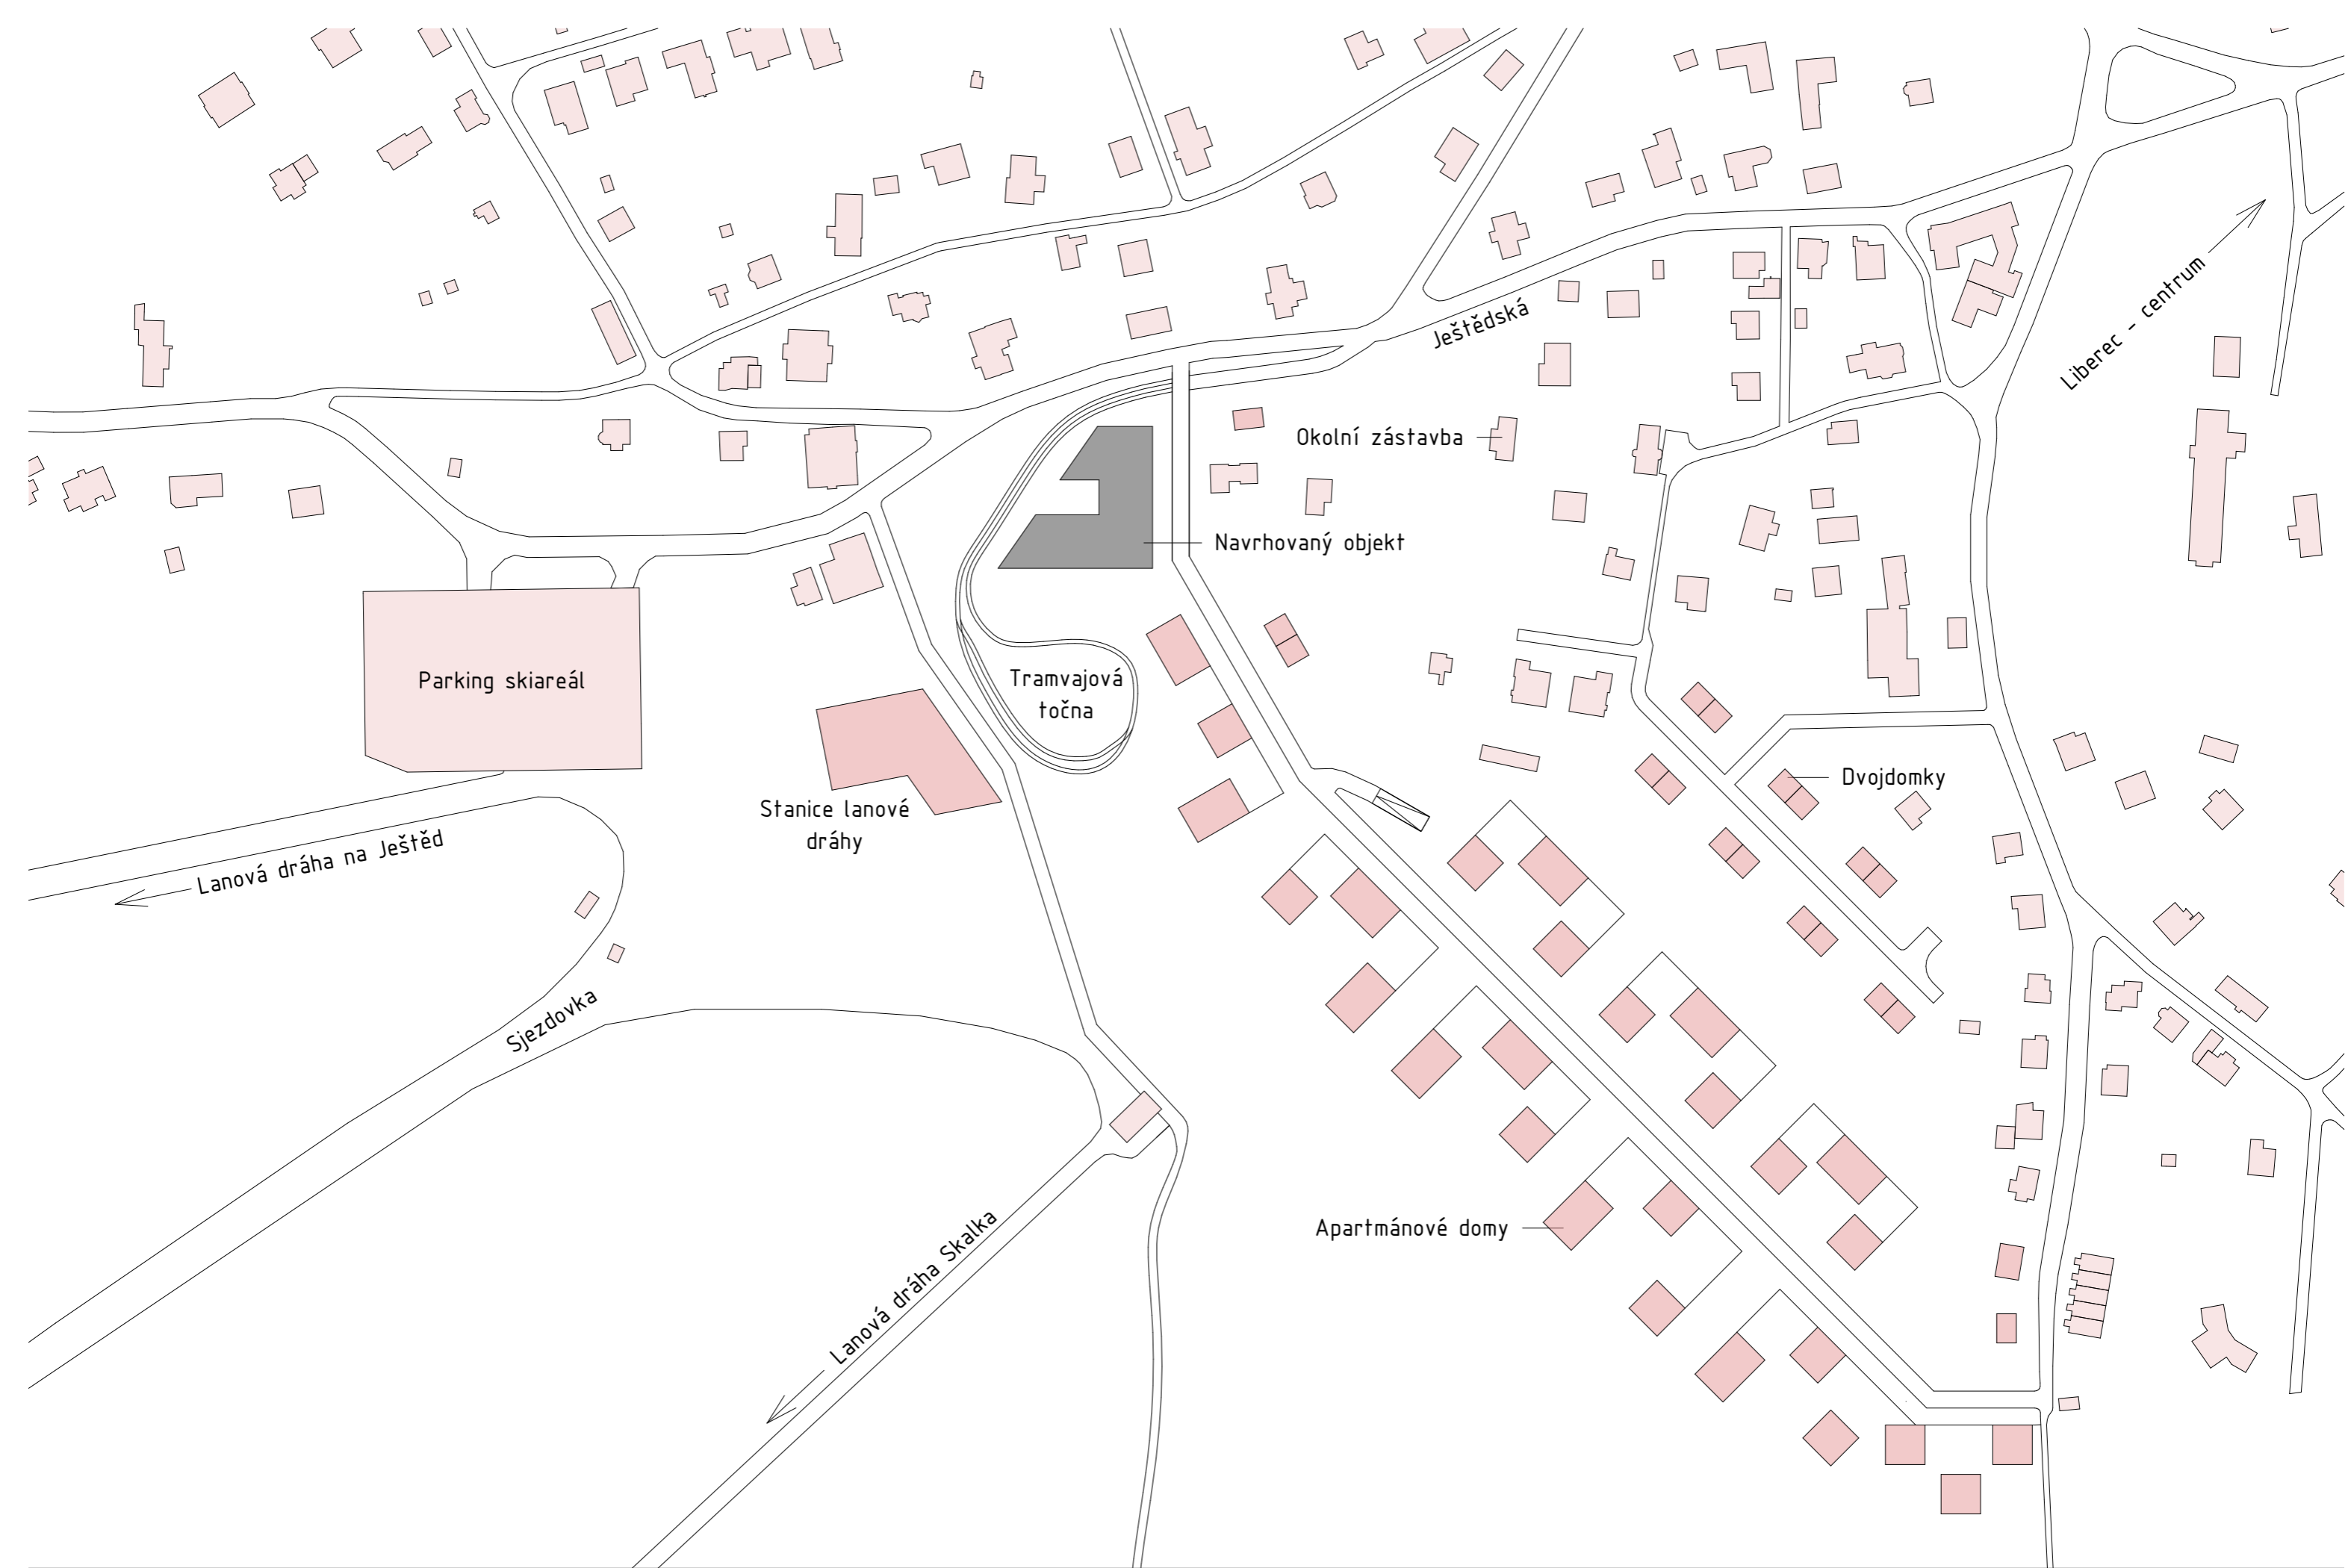 Liberec - centrum
Ještědská
Okolní zástavba
Navrhovaný objekt
Parking skiareál
Tramvajová
točna
Dvojdomky
Stanice lanové
dráhy
Lanová dráha na Ještěd
Sjezdovka
Apartmánové domy
Lanová dráha Skalka